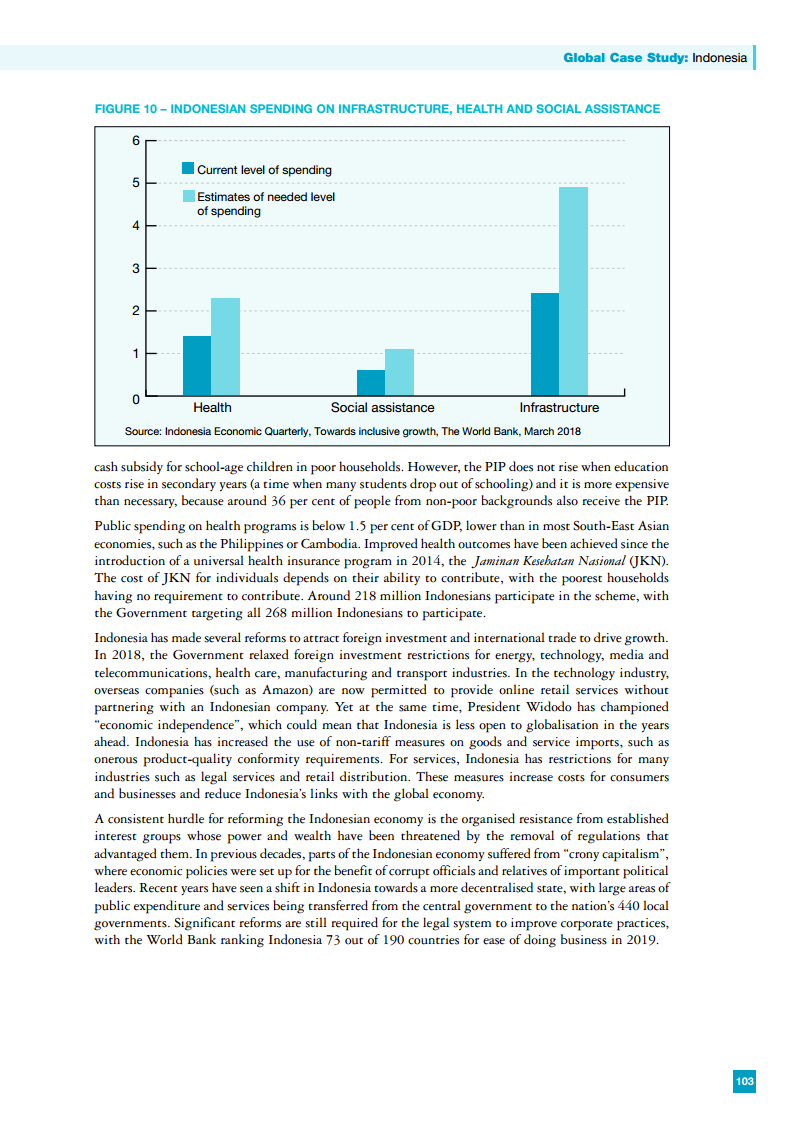 Global Case Study: Indonesia
FIGURE 10 – INDONESIAN SPENDING ON INFRASTRUCTURE, HEALTH AND SOCIAL ASSISTANCE
6
5
4
3
2
1
0
Current level of spending
Estimates of needed level
of spending
Health
Social assistance
Infrastructure
Source: Indonesia Economic Quarterly, Towards inclusive growth, The World Bank, March 2018
cash subsidy for school-age children in poor households. However, the PIP does not rise when education
costs rise in secondary years (a time when many students drop out of schooling) and it is more expensive
than necessary, because around 36 per cent of people from non-poor backgrounds also receive the PIP.
Public spending on health programs is below 1.5 per cent of GDP, lower than in most South-East Asian
economies, such as the Philippines or Cambodia. Improved health outcomes have been achieved since the
introduction of a universal health insurance program in 2014, the Jaminan Kesehatan Nasional (JKN).
The cost of JKN for individuals depends on their ability to contribute, with the poorest households
having no requirement to contribute. Around 218 million Indonesians participate in the scheme, with
the Government targeting all 268 million Indonesians to participate.
Indonesia has made several reforms to attract foreign investment and international trade to drive growth.
In 2018, the Government relaxed foreign investment restrictions for energy, technology, media and
telecommunications, health care, manufacturing and transport industries. In the technology industry,
overseas companies (such as Amazon) are now permitted to provide online retail services without
partnering with an Indonesian company. Yet at the same time, President Widodo has championed
“economic independence”, which could mean that Indonesia is less open to globalisation in the years
ahead. Indonesia has increased the use of non-tariff measures on goods and service imports, such as
onerous product-quality conformity requirements. For services, Indonesia has restrictions for many
industries such as legal services and retail distribution. These measures increase costs for consumers
and businesses and reduce Indonesia’s links with the global economy.
A consistent hurdle for reforming the Indonesian economy is the organised resistance from established
interest groups whose power and wealth have been threatened by the removal of regulations that
advantaged them. In previous decades, parts of the Indonesian economy suffered from “crony capitalism”,
where economic policies were set up for the benefit of corrupt officials and relatives of important political
leaders. Recent years have seen a shift in Indonesia towards a more decentralised state, with large areas of
public expenditure and services being transferred from the central government to the nation’s 440 local
governments. Significant reforms are still required for the legal system to improve corporate practices,
with the World Bank ranking Indonesia 73 out of 190 countries for ease of doing business in 2019.
103